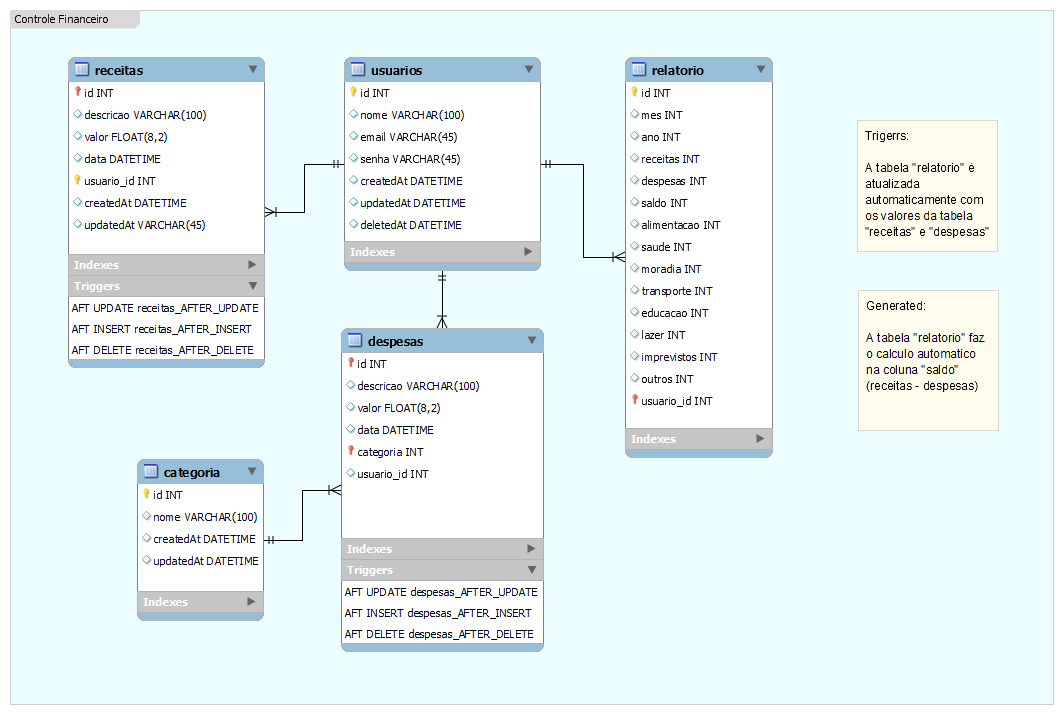 Controle Financeiro
receitas
id INT
descricao VARCHAR(100)
valor FLOAT(8,2)
data DATETIME
usuario_id INT
createdAt DATETIME
updatedAt VARCHAR(45)
Indexes
Triggers
AFT UPDATE receitas_AFTER_UPDATE
AFT INSERT receitas_AFTER_INSERT
AFT DELETE receitas_AFTER_DELETE
usuarios
id INT
nome VARCHAR(100)
email VARCHAR(45)
senha VARCHAR(45)
createdAt DATETIME
updatedAt DATETIME
deletedAt DATETIME
Indexes
relatorio
id INT
mes INT
ano INT
receitas INT
despesas INT
saldo INT
alimentacao INT
saude INT
moradia INT
transporte INT
educacao INT
lazer INT
imprevistos INT
outros INT
usuario_id INT
Indexes
Trigerrs:
A tabela "relatorio" é
atualizada
automaticamente com
os valores da tabela
"receitas" e "despesas"
Generated:
A tabela "relatorio" faz
o calculo automatico
na coluna "saldo"
(receitas - despesas)
despesas
id INT
descricao VARCHAR(100)
valor FLOAT(8,2)
data DATETIME
categoria INT
usuario_id INT
Indexes
Triggers
AFT UPDATE despesas_AFTER_UPDATE
AFT INSERT despesas_AFTER_INSERT
AFT DELETE despesas_AFTER_DELETE
categoria
id INT
nome VARCHAR(100)
createdAt DATETIME
updatedAt DATETIME
Indexes